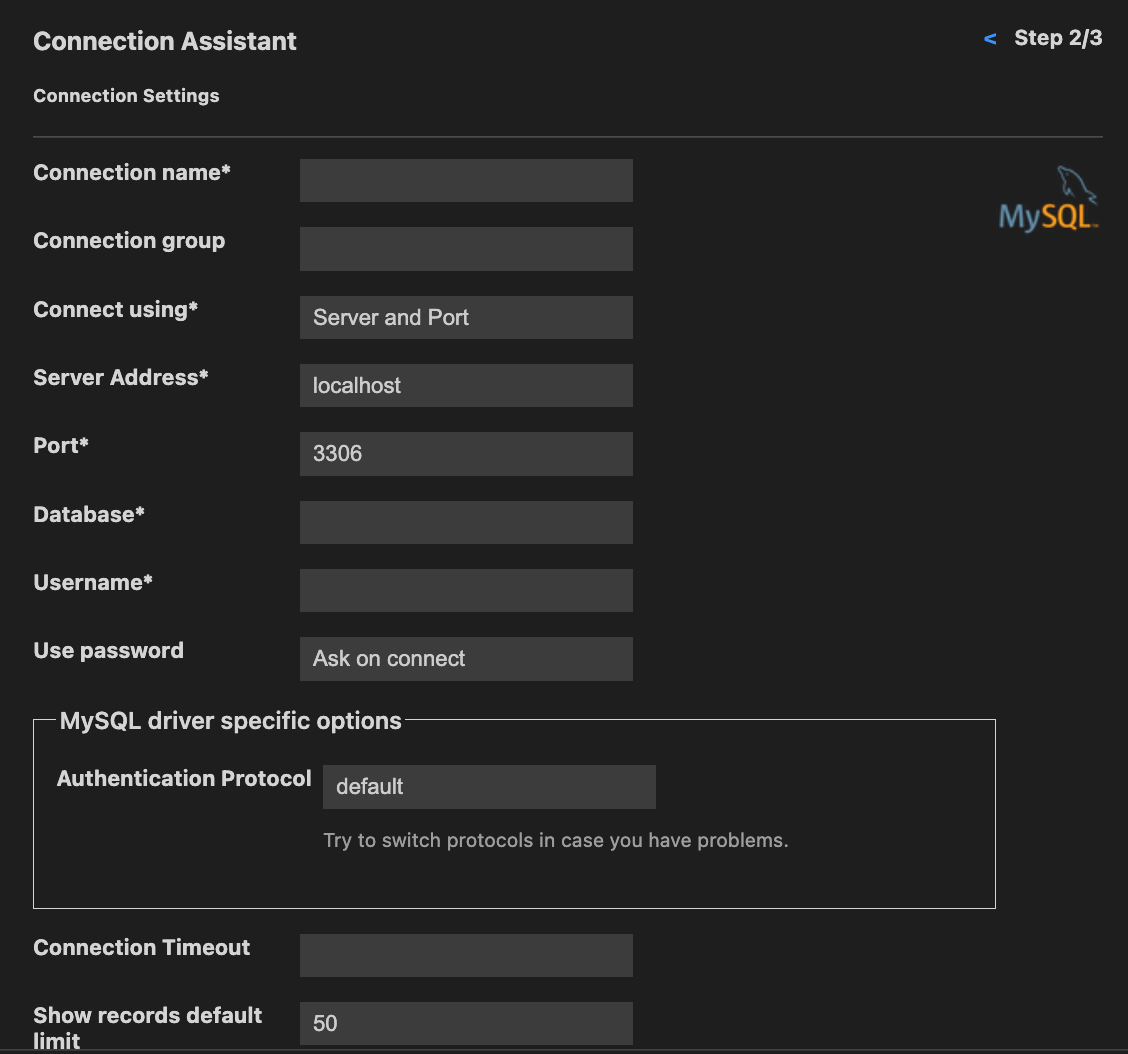 Connection Assistant
< Step 2/3
Connection Settings
Connection name*
MySQL™
Connection group
Connect using* Server and Port
Server Address* localhost
Port* 3306
Database*
Username*
Use password Ask on connect
MySQL driver specific options
Authentication Protocol default
Try to switch protocols in case you have problems.
Connection Timeout
Show records default 50
limit